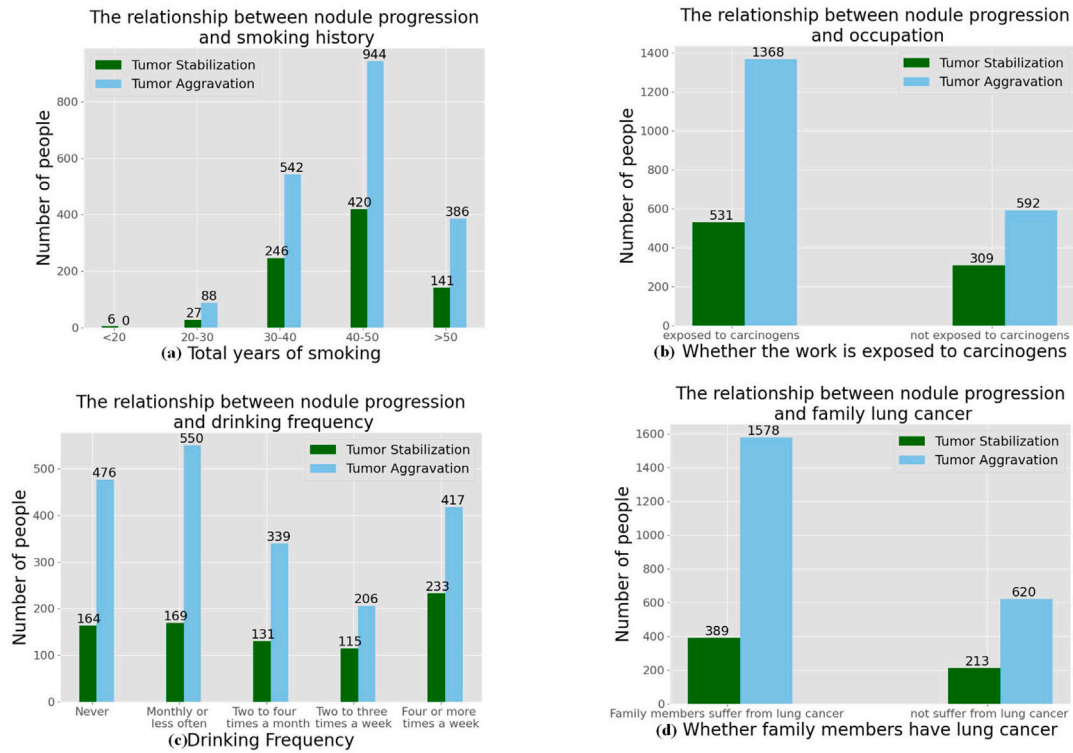 The relationship between nodule progression
and smoking history
Tumor Stabilization
Tumor Aggravation
Number of people
0
200
400
600
800
6
0
27
88
246
542
420
944
141
386
<20
20-30
30-40
40-50
>50
(a) Total years of smoking
The relationship between nodule progression
and occupation
Tumor Stabilization
Tumor Aggravation
Number of people
0
200
400
600
800
1000
1200
1400
531
1368
309
592
exposed to carcinogens
not exposed to carcinogens
(b) Whether the work is exposed to carcinogens
The relationship between nodule progression
and drinking frequency
Tumor Stabilization
Tumor Aggravation
Number of people
0
100
200
300
400
500
164
476
169
550
131
339
115
206
233
417
Never
Monthly or
less often
Two to four
times a month
Two to three
times a week
Four or more
times a week
(c)Drinking Frequency
The relationship between nodule progression
and family lung cancer
Tumor Stabilization
Tumor Aggravation
Number of people
0
200
400
600
800
1000
1200
1400
1600
389
1578
213
620
Family members suffer from lung cancer
not suffer from lung cancer
(d) Whether family members have lung cancer